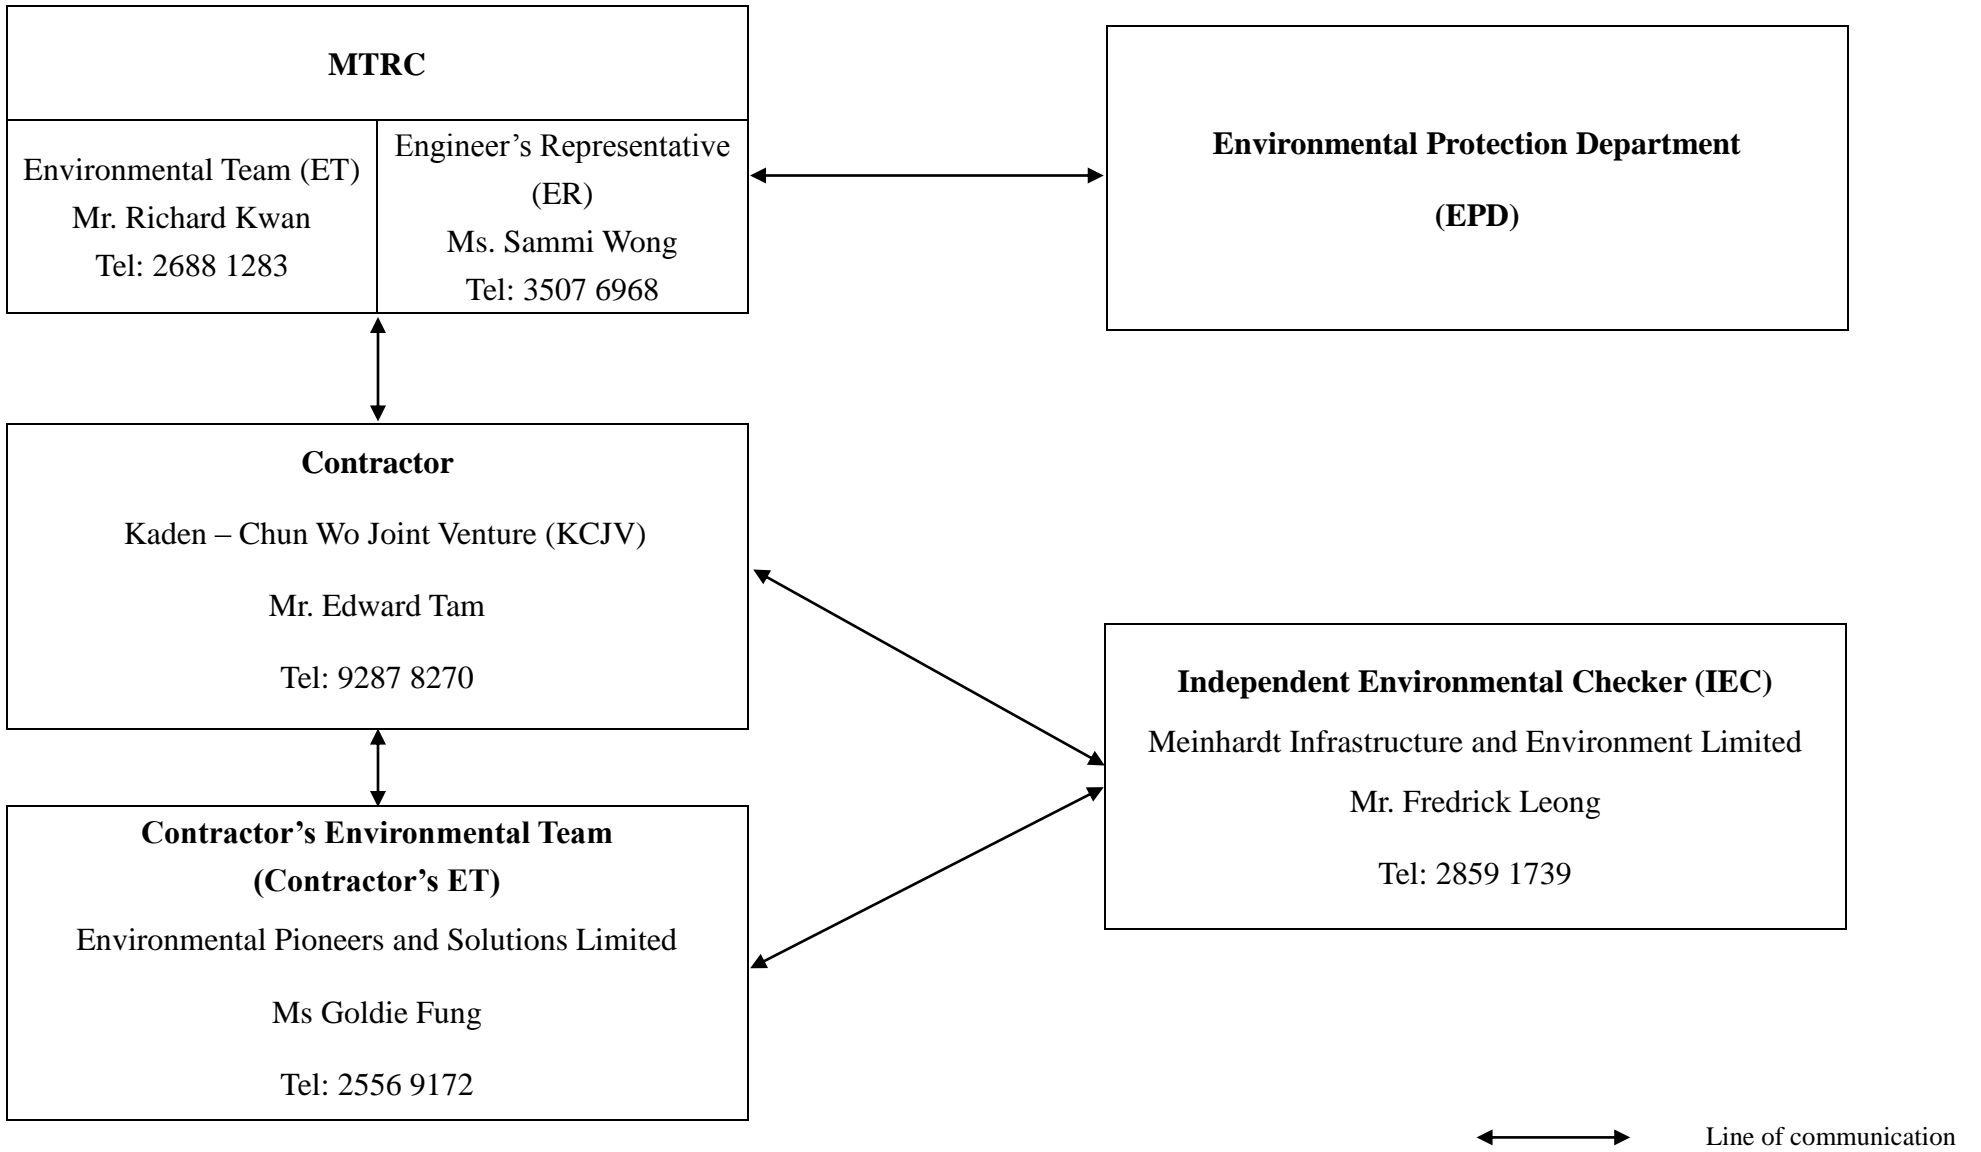 MTRC
Environmental Team (ET)
Mr. Richard Kwan
Tel: 2688 1283
Engineer’s Representative
(ER)
Ms. Sammi Wong
Tel: 3507 6968
Environmental Protection Department
(EPD)
Contractor
Kaden – Chun Wo Joint Venture (KCJV)
Mr. Edward Tam
Tel: 9287 8270
Independent Environmental Checker (IEC)
Meinhardt Infrastructure and Environment Limited
Mr. Fredrick Leong
Tel: 2859 1739
Contractor’s Environmental Team
(Contractor’s ET)
Environmental Pioneers and Solutions Limited
Ms Goldie Fung
Tel: 2556 9172
Line of communication